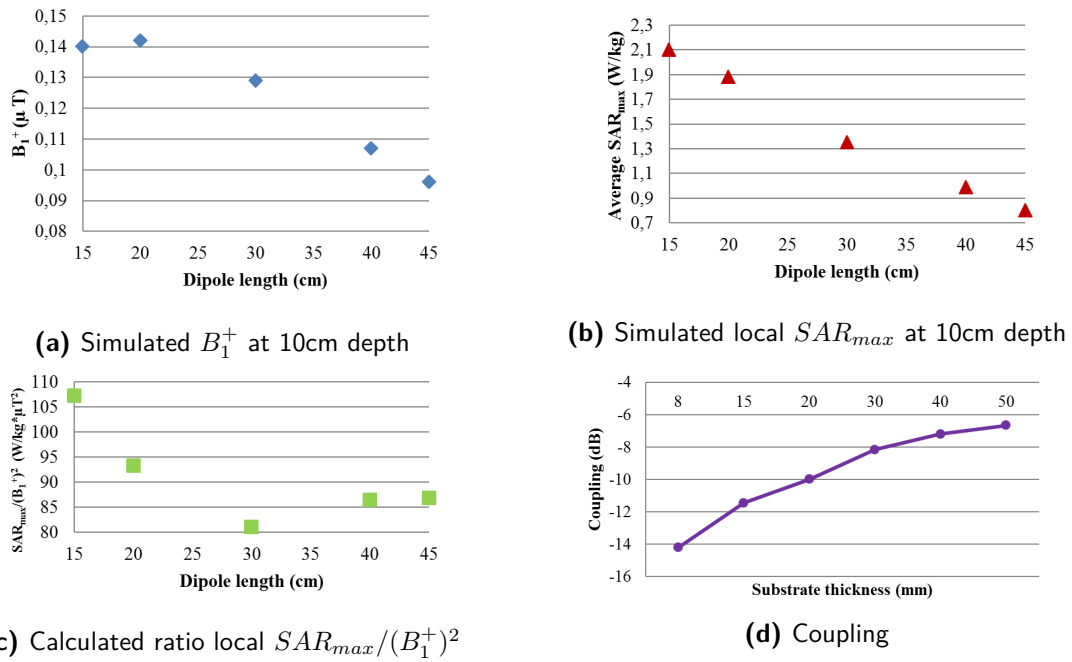 0,15
0,14
0,13
0,12
0,11
0,1
0,09
0,08
B₁⁺ (µ T)
15 20 25 30 35 40 45
Dipole length (cm)
(a) Simulated B₁⁺ at 10cm depth
2,3
2,1
1,9
1,7
1,5
1,3
1,1
0,9
0,7
Average SARmax (W/kg)
15 20 25 30 35 40 45
Dipole length (cm)
(b) Simulated local SARmax at 10cm depth
110
105
100
95
90
85
80
SARmax/(B₁⁺)² (W/kg*µT²)
15 20 25 30 35 40 45
Dipole length (cm)
c) Calculated ratio local SARmax/(B₁⁺)²
-4
-6
-8
-10
-12
-14
-16
Coupling (dB)
8 15 20 30 40 50
Substrate thickness (mm)
(d) Coupling